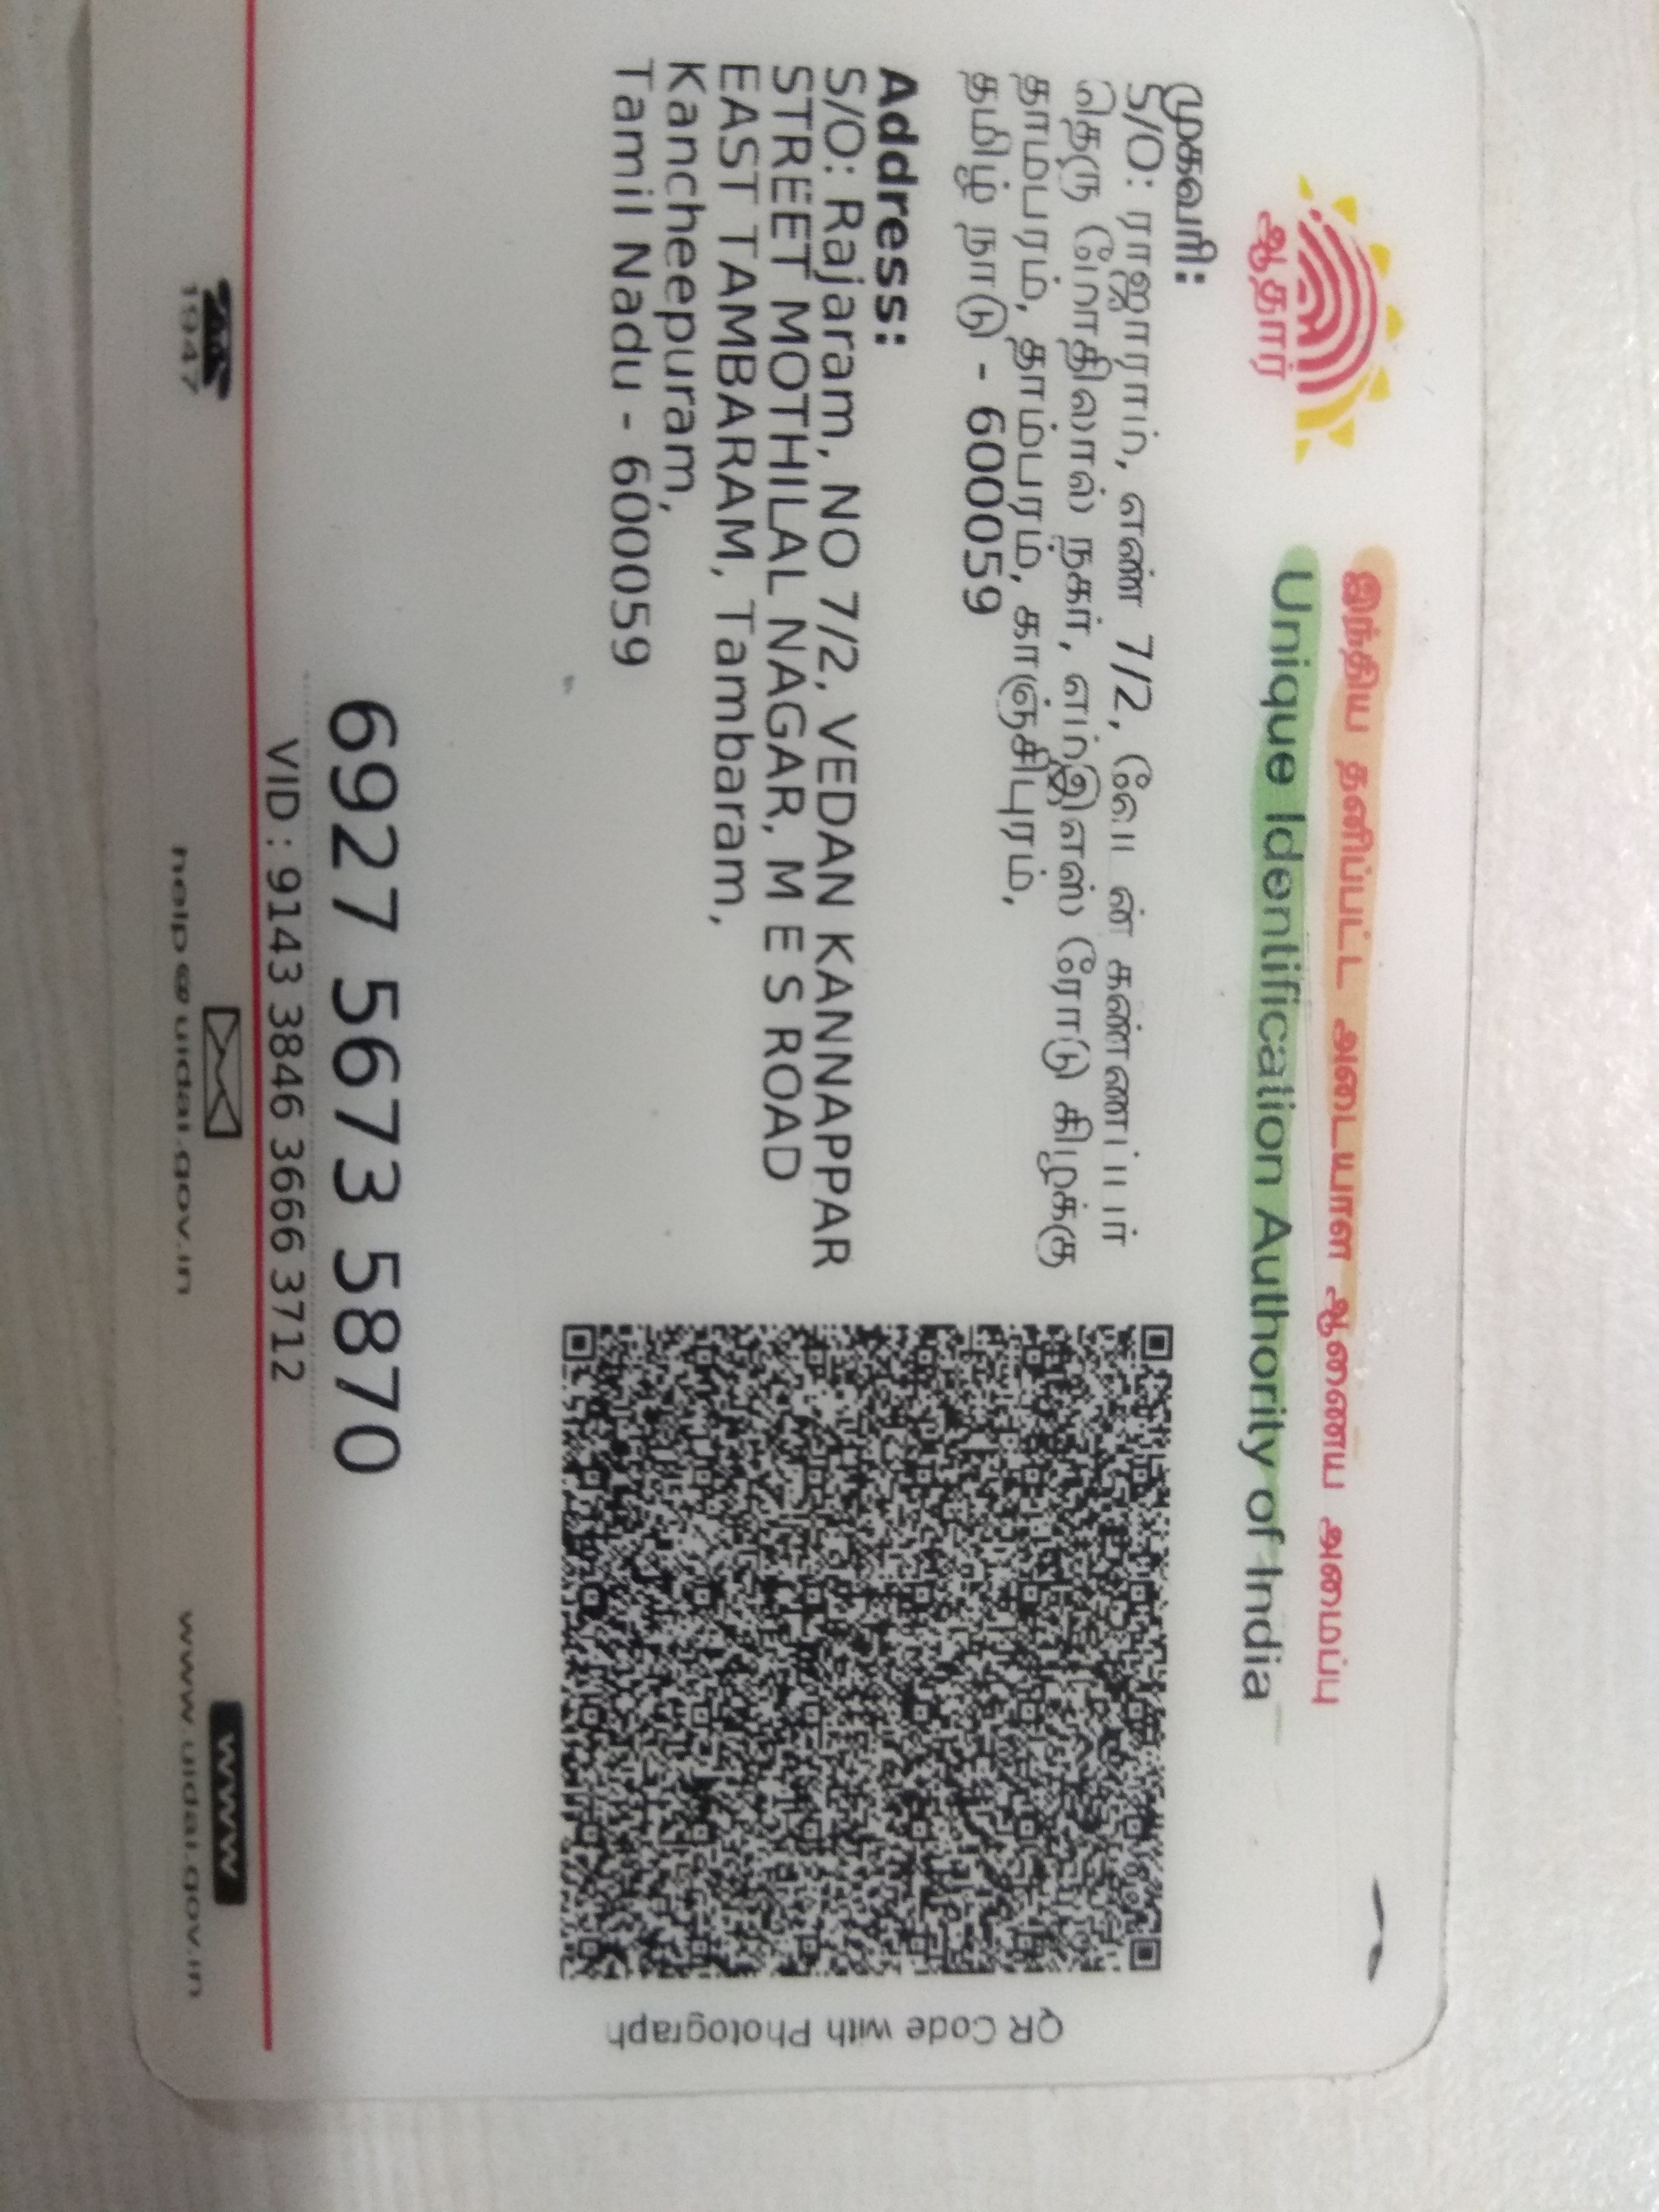 ஆதார்
இந்திய தனிப்பட்ட அடையாள ஆணைய அமைப்பு
Unique Identification Authority of India
முகவரி:
S/O: ராஜாராம், எண் 7/2, வேடன் கண்ணப்பர்
தெரு மோதிலால் நகர், எம்இஎஸ் ரோடு கிழக்கு
தாம்பரம், தாம்பரம், காஞ்சிபுரம்,
தமிழ் நாடு - 600059
Address:
S/O: Rajaram, NO 7/2, VEDAN KANNAPPAR
STREET MOTHILAL NAGAR, M E S ROAD
EAST TAMBARAM, Tambaram,
Kancheepuram,
Tamil Nadu - 600059
QR Code with Photograph
6927 5673 5870
VID : 9143 3846 3666 3712
1947
help@uidai.gov.in
www
www.uidai.gov.in